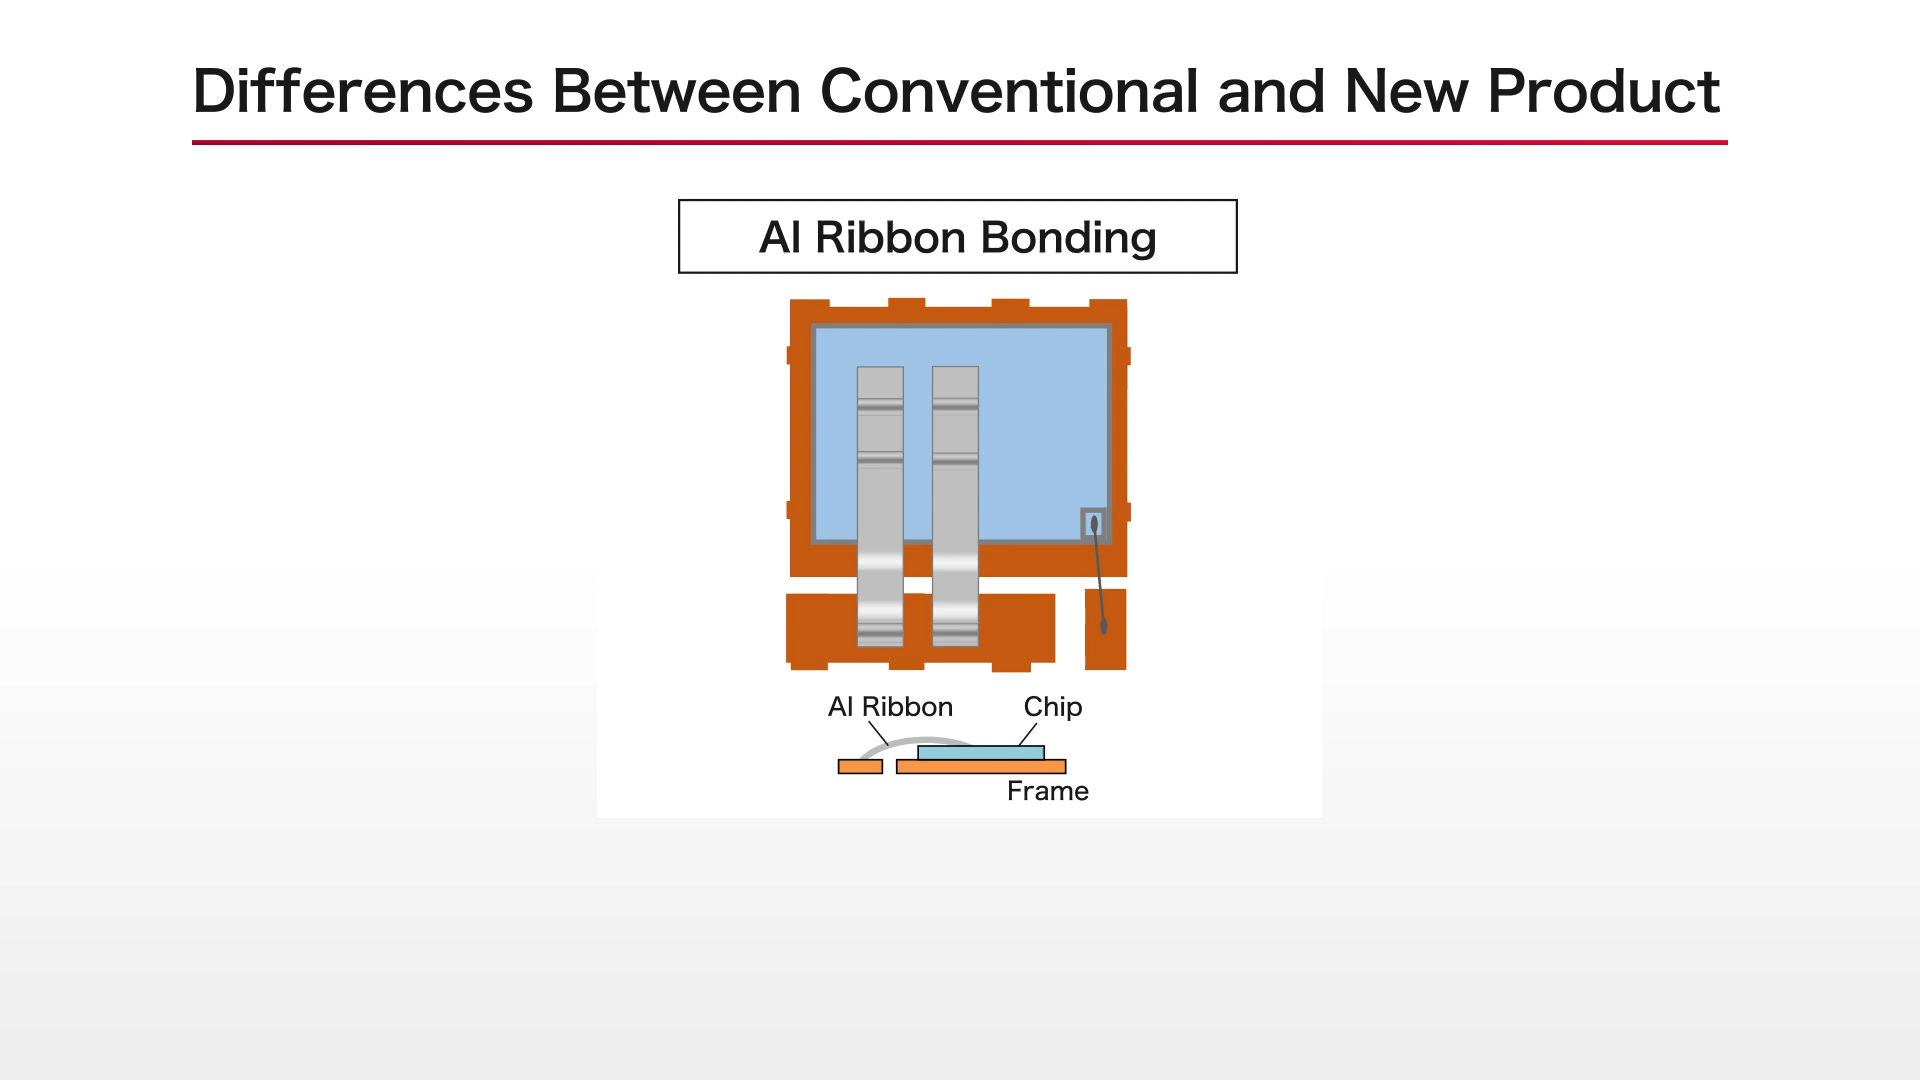 Differences Between Conventional and New Product
Al Ribbon Bonding
Al Ribbon
Chip
Frame